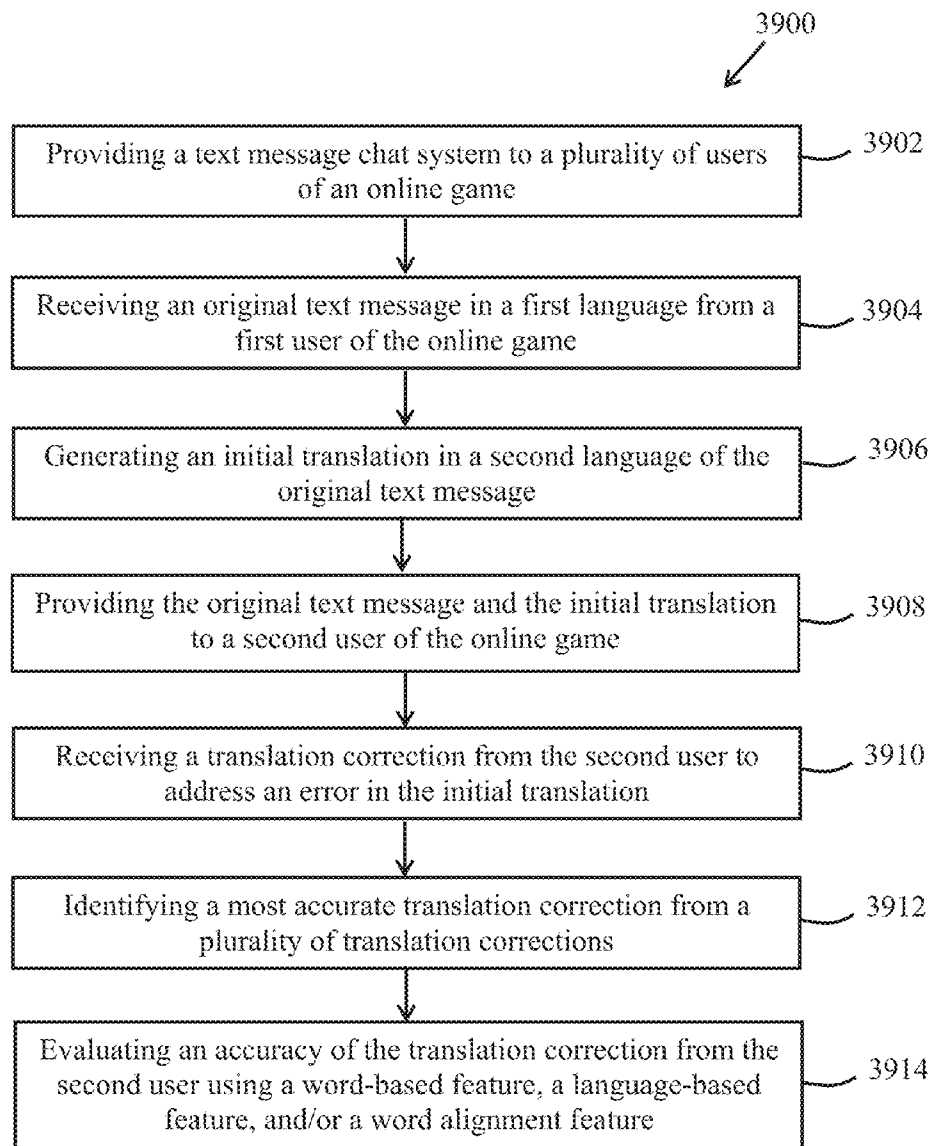 3900
Providing a text message chat system to a plurality of users
of an online game
3902
Receiving an original text message in a first language from a
first user of the online game
3904
Generating an initial translation in a second language of the
original text message
3906
Providing the original text message and the initial translation
to a second user of the online game
3908
Receiving a translation correction from the second user to
address an error in the initial translation
3910
Identifying a most accurate translation correction from a
plurality of translation corrections
3912
Evaluating an accuracy of the translation correction from the
second user using a word-based feature, a language-based
feature, and/or a word alignment feature
3914